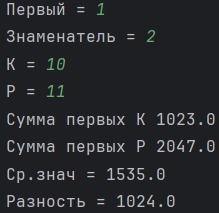 Первый = 1
Знаменатель = 2
К = 10
Р = 11
Сумма первых К 1023.0
Сумма первых Р 2047.0
Ср.знач = 1535.0
Разность = 1024.0